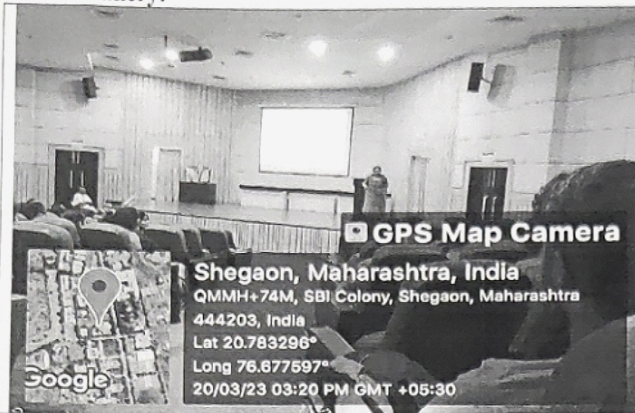 GPS Map Camera
Shegaon, Maharashtra, India
QMMH+74M, SBI Colony, Shegaon, Maharashtra
444203, India
Lat 20.783296°
Long 76.677597°
20/03/23 03:20 PM GMT +05:30
Google